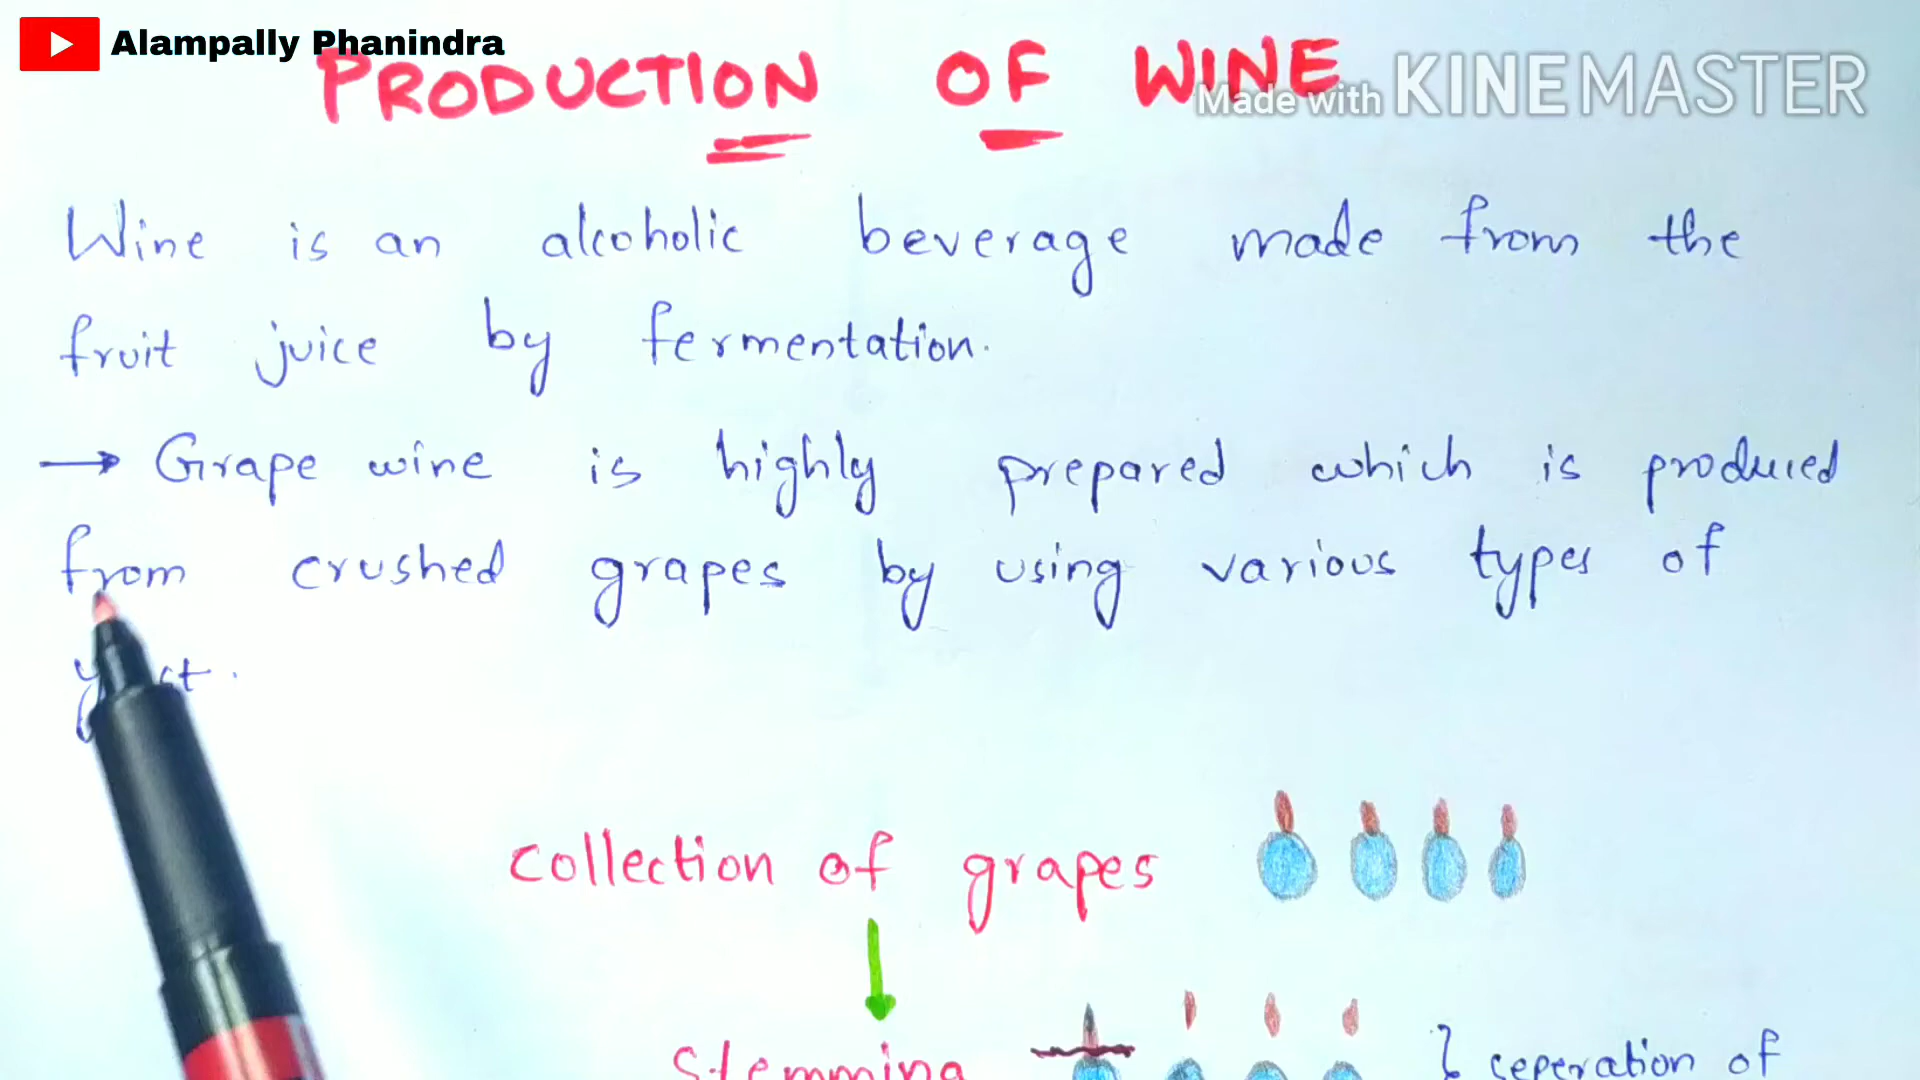 Alampally Phanindra
PRODUCTION OF WINE
Made with KINEMASTER
Wine is an alcoholic beverage made from the
fruit juice by fermentation.
→ Grape wine is highly prepared which is produced
from crushed grapes by using various types of
collection of grapes
Stemming } seperation of